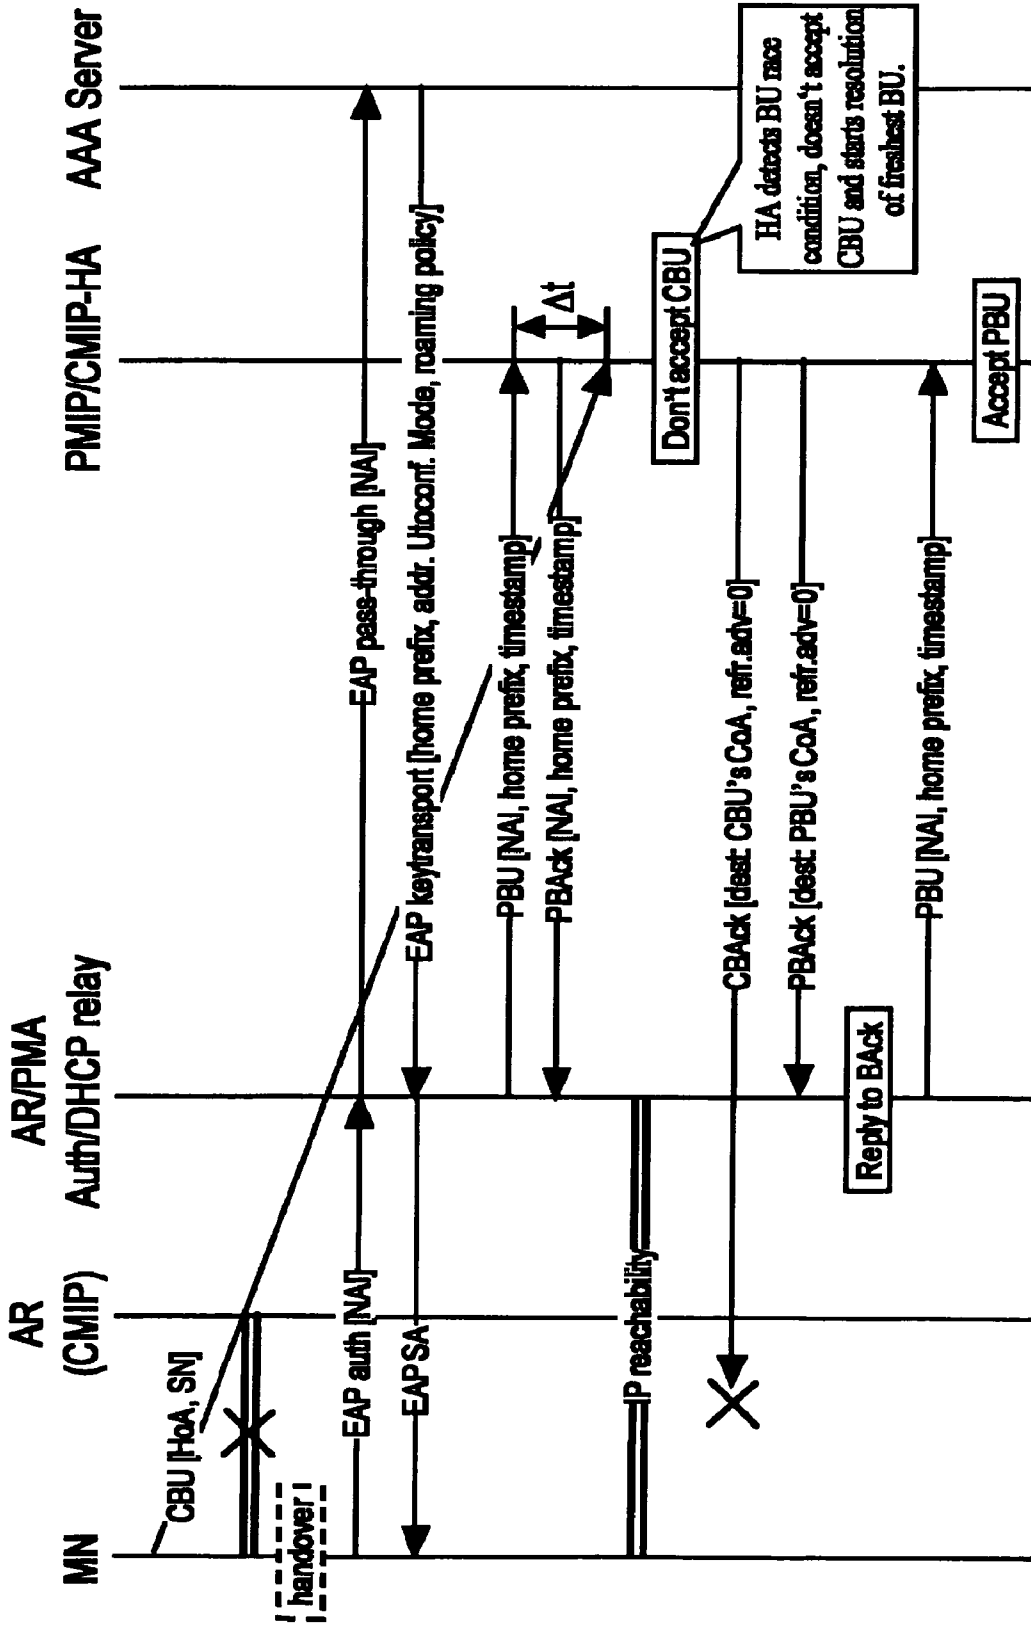 MN
AR
(CMIP)
AR/PMA
Auth/DHCP relay
PMIP/CMIP-HA
AAA Server
CBU [HoA, SN]
handover
EAP auth [NAI]
EAP pass-through [NAI]
EAP SA
EAP keytransport [home prefix, addr. Utoconf. Mode, roaming policy]
PBU [NAI, home prefix, timestamp]
PBAck [NAI, home prefix, timestamp]
Δt
IP reachability
Don't accept CBU
HA detects BU race
condition, doesn't accept
CBU and starts resolution
of freshest BU.
CBAck [dest: CBU's CoA, refr.adv=0]
PBAck [dest: PBU's CoA, refr.adv=0]
Reply to BAck
PBU [NAI, home prefix, timestamp]
Accept PBU